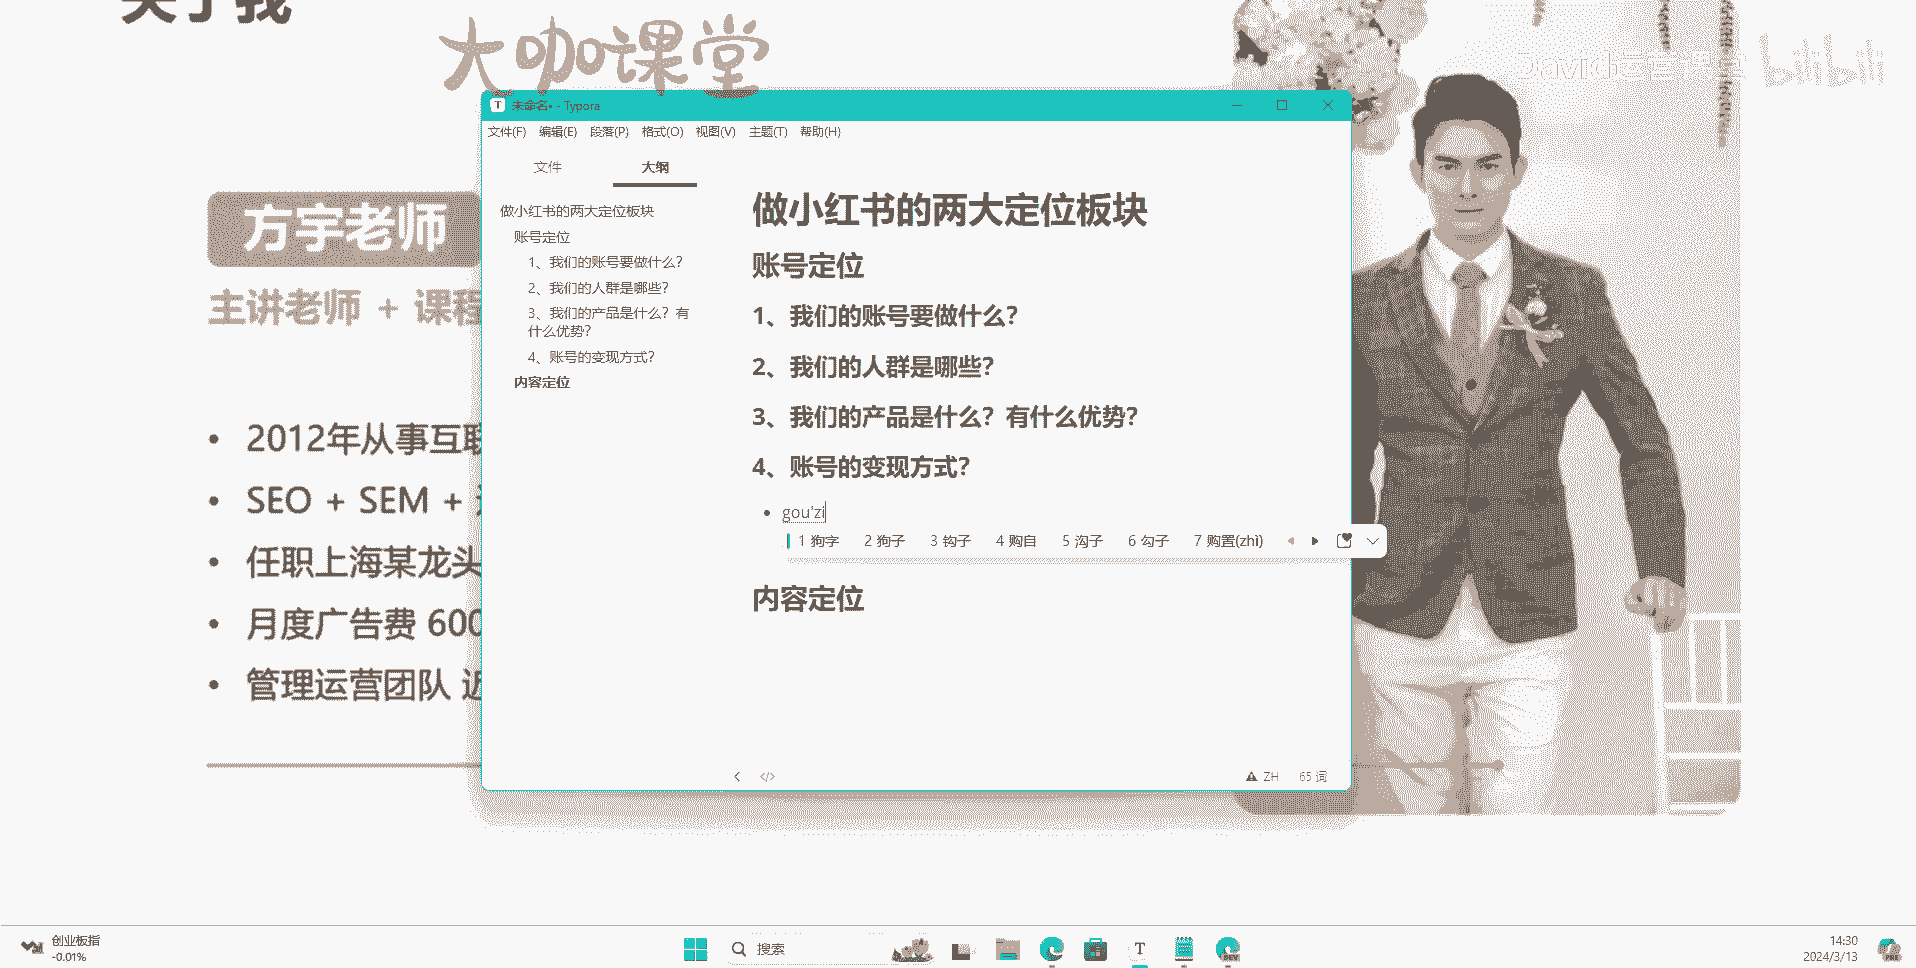 关于我
大咖课堂
David运营课堂 bilibili
方宇老师
主讲老师 + 课程
2012年从事互联
SEO + SEM +
任职上海某龙头
月度广告费 600
管理运营团队 近
未命名• - Typora
文件(F) 编辑(E) 段落(P) 格式(O) 视图(V) 主题(T) 帮助(H)
文件 大纲
做小红书的两大定位板块
账号定位
1、我们的账号要做什么？
2、我们的人群是哪些？
3、我们的产品是什么？有
什么优势？
4、账号的变现方式？
内容定位
做小红书的两大定位板块
账号定位
1、我们的账号要做什么？
2、我们的人群是哪些？
3、我们的产品是什么？有什么优势？
4、账号的变现方式？
gou'zi
1 狗字 2 狗子 3 钩子 4 购自 5 沟子 6 勾子 7 购置(zhì)
内容定位
ZH 65 词
创业板指
-0.01%
搜索
T
DEV
14:30
2024/3/13
PRE